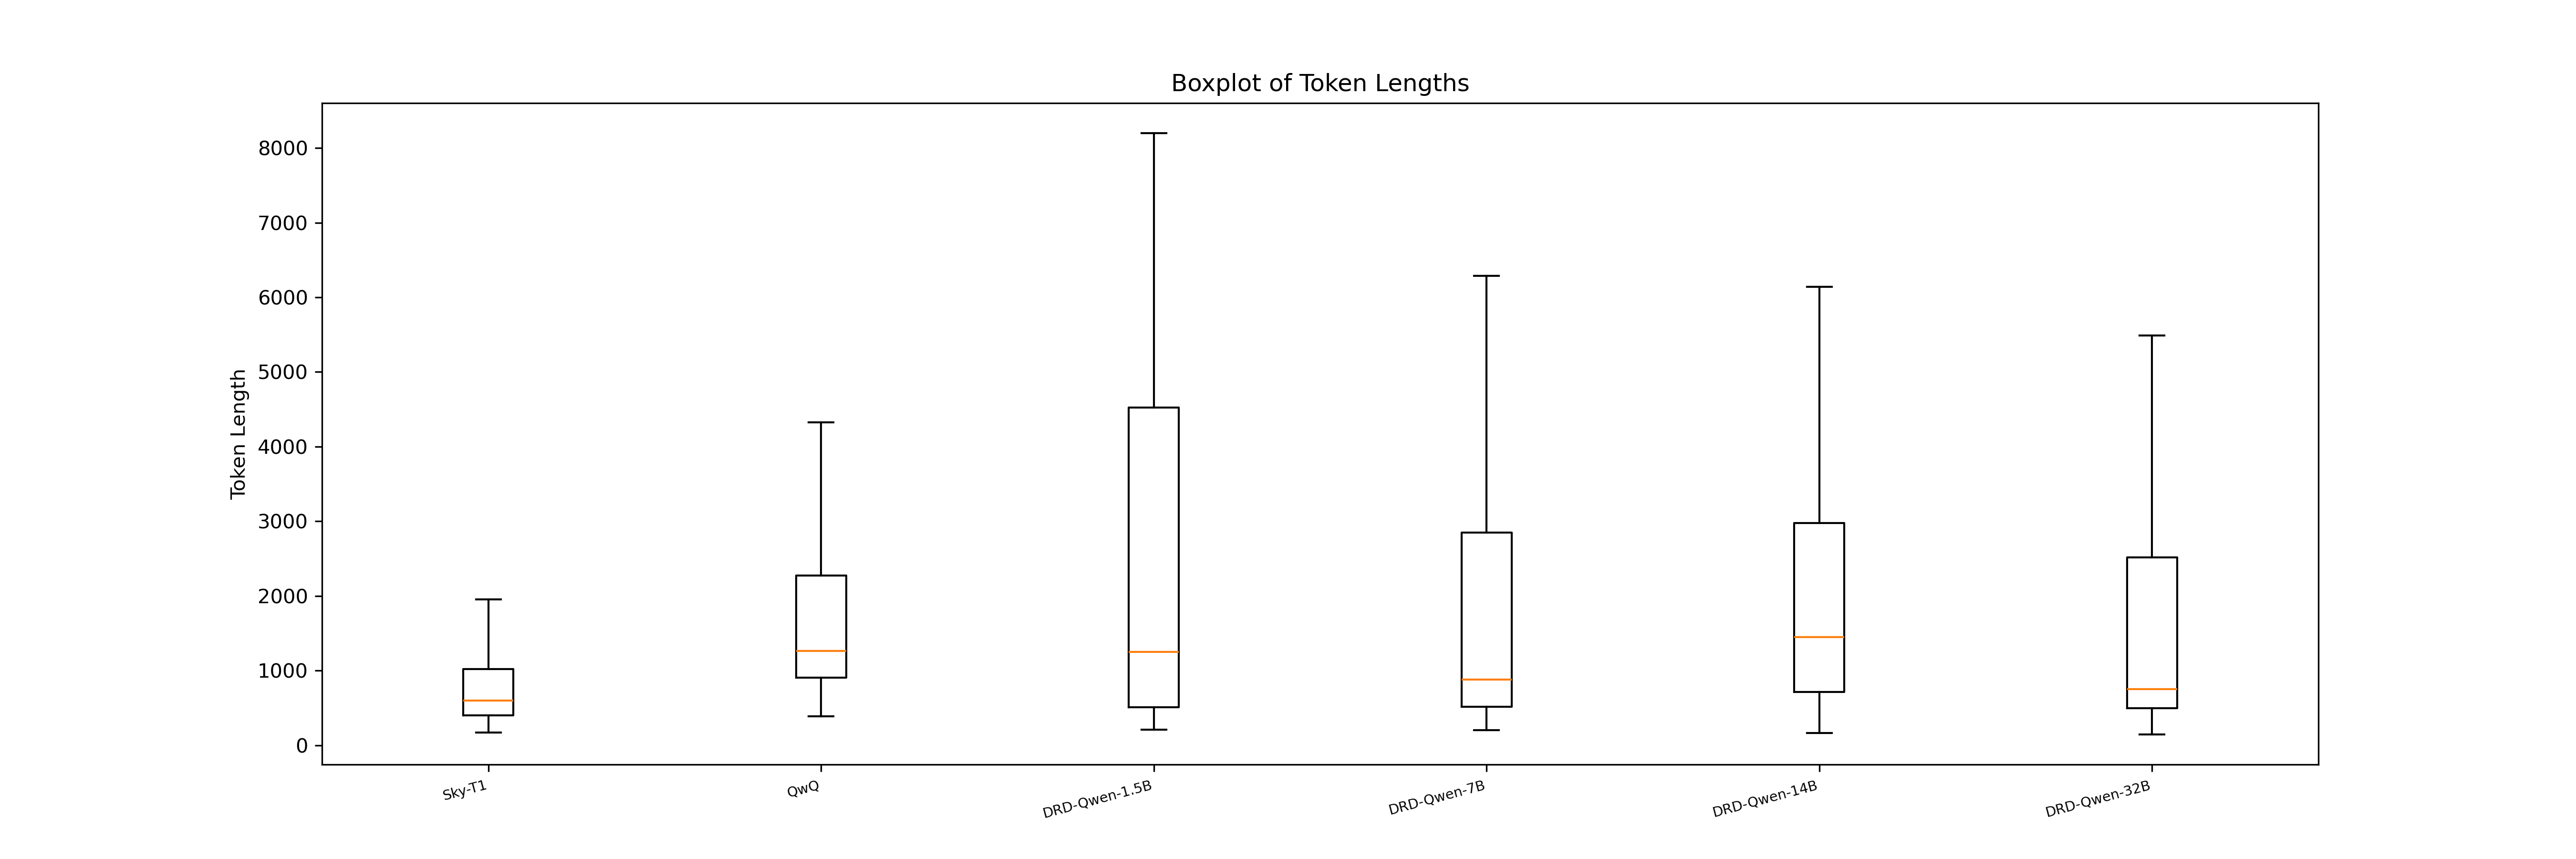 Boxplot of Token Lengths
Token Length
8000
7000
6000
5000
4000
3000
2000
1000
0
Sky-T1
QwQ
DRD-Qwen-1.5B
DRD-Qwen-7B
DRD-Qwen-14B
DRD-Qwen-32B